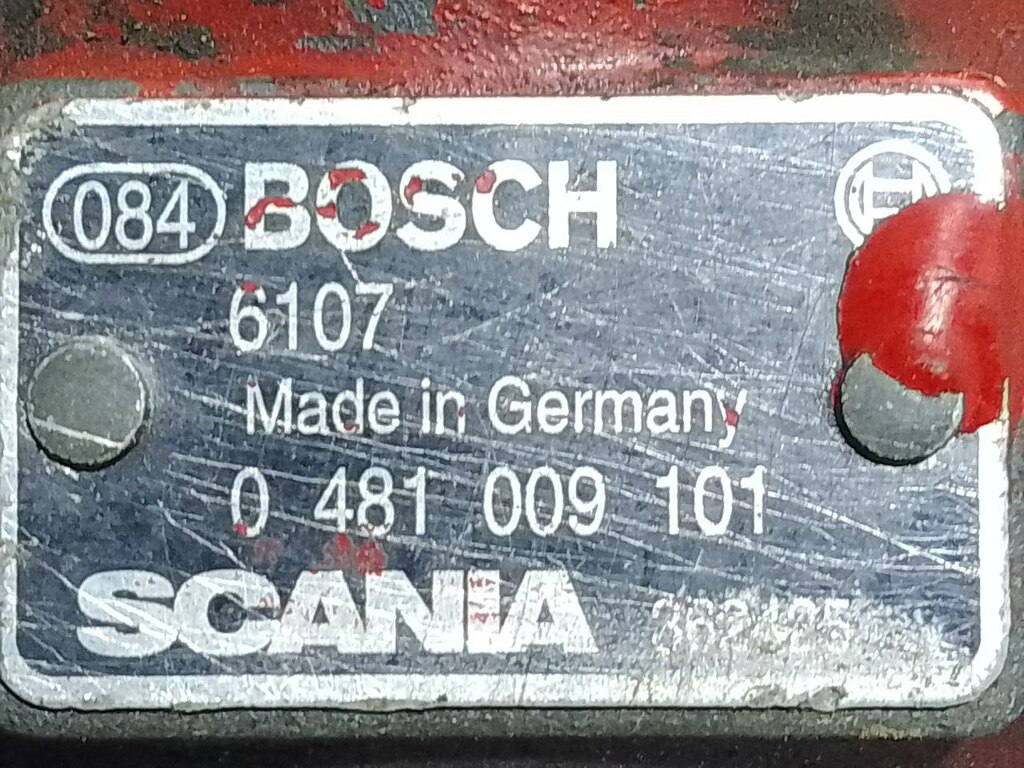 084 BOSCH
6107
Made in Germany
0 481 009 101
SCANIA